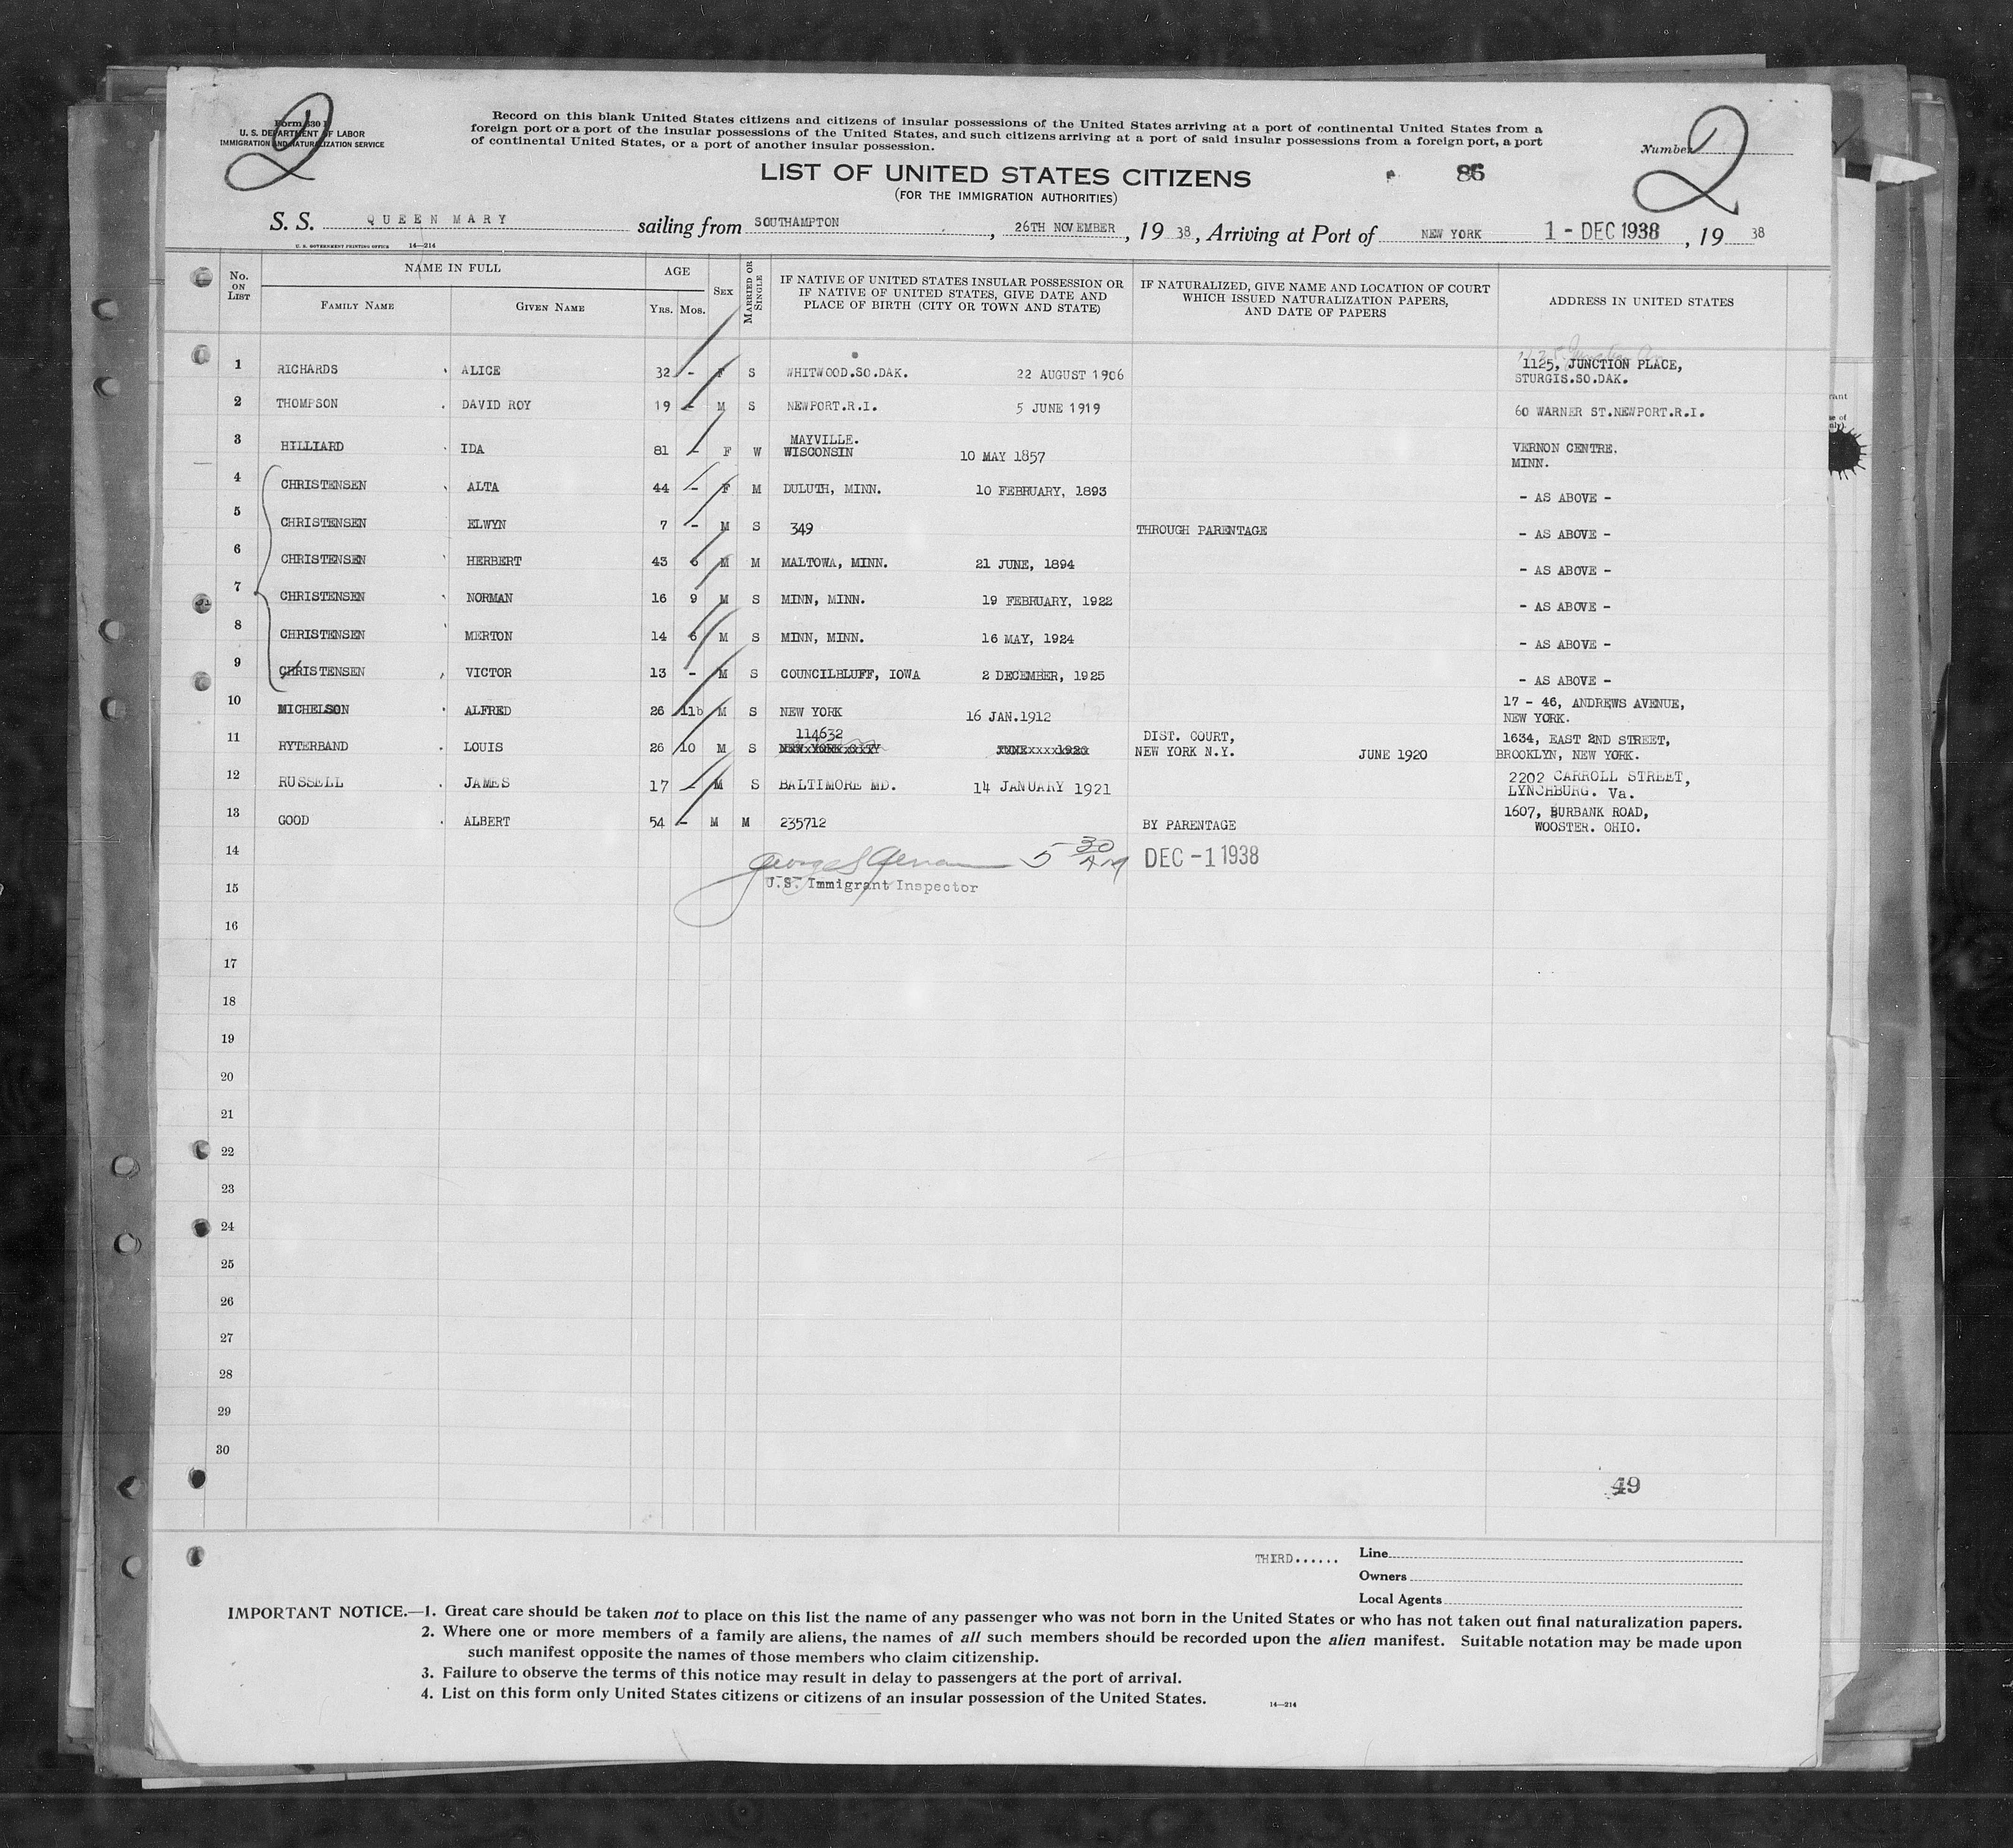 Form 630
U. S. DEPARTMENT OF LABOR
IMMIGRATION AND NATURALIZATION SERVICE
2
Record on this blank United States citizens and citizens of insular possessions of the United States arriving at a port of continental United States from a
foreign port or a port of the insular possessions of the United States, and such citizens arriving at a port of said insular possessions from a foreign port, a port
of continental United States, or a port of another insular possession.
Number 2
LIST OF UNITED STATES CITIZENS
86
(FOR THE IMMIGRATION AUTHORITIES)
S. S. QUEEN MARY sailing from SOUTHAMPTON, 26TH NOVEMBER, 19 38, Arriving at Port of NEW YORK 1 - DEC 1938, 19 38
U. S. GOVERNMENT PRINTING OFFICE 14—214
No. ON LIST NAME IN FULL FAMILY NAME GIVEN NAME AGE YRS. MOS. SEX MARRIED OR SINGLE IF NATIVE OF UNITED STATES INSULAR POSSESSION OR IF NATIVE OF UNITED STATES, GIVE DATE AND PLACE OF BIRTH (CITY OR TOWN AND STATE) IF NATURALIZED, GIVE NAME AND LOCATION OF COURT WHICH ISSUED NATURALIZATION PAPERS, AND DATE OF PAPERS ADDRESS IN UNITED STATES
1 RICHARDS ALICE 32 - F S WHITWOOD.SO.DAK. 22 AUGUST 1906 1125, JUNCTION PLACE,
STURGIS.SO.DAK.
2 THOMPSON DAVID ROY 19 - M S NEWPORT.R.I. 5 JUNE 1919 60 WARNER ST.NEWPORT.R.I.
3 HILLIARD IDA 81 - F W MAYVILLE. WISCONSIN 10 MAY 1857 VERNON CENTRE.
MINN.
4 CHRISTENSEN ALTA 44 - F M DULUTH, MINN. 10 FEBRUARY, 1893 - AS ABOVE -
5 CHRISTENSEN ELWYN 7 - M S 349 THROUGH PARENTAGE - AS ABOVE -
6 CHRISTENSEN HERBERT 43 6 M M MALTOWA, MINN. 21 JUNE, 1894 - AS ABOVE -
7 CHRISTENSEN NORMAN 16 9 M S MINN, MINN. 19 FEBRUARY, 1922 - AS ABOVE -
8 CHRISTENSEN MERTON 14 6 M S MINN, MINN. 16 MAY, 1924 - AS ABOVE -
9 CHRISTENSEN VICTOR 13 - M S COUNCILBLUFF, IOWA 2 DECEMBER, 1925 - AS ABOVE -
10 MICHELSON ALFRED 26 11b M S NEW YORK 16 JAN.1912 17 - 46, ANDREWS AVENUE,
NEW YORK.
11 RYTERBAND LOUIS 26 10 M S 114632 NEW YORK CITY JUNE 1920 DIST. COURT, NEW YORK N.Y. JUNE 1920 1634, EAST 2ND STREET,
BROOKLYN, NEW YORK.
12 RUSSELL JAMES 17 - M S BALTIMORE MD. 14 JANUARY 1921 2202 CARROLL STREET,
LYNCHBURG. Va.
13 GOOD ALBERT 54 - M M 235712 BY PARENTAGE 1607, BURBANK ROAD,
WOOSTER. OHIO.
14 5 30 AM DEC -1 1938
15 U.S. Immigrant Inspector
16
17
18
19
20
21
22
23
24
25
26
27
28
29
30
49
THIRD...... Line
Owners
Local Agents
IMPORTANT NOTICE.—1. Great care should be taken not to place on this list the name of any passenger who was not born in the United States or who has not taken out final naturalization papers.
2. Where one or more members of a family are aliens, the names of all such members should be recorded upon the alien manifest. Suitable notation may be made upon
such manifest opposite the names of those members who claim citizenship.
3. Failure to observe the terms of this notice may result in delay to passengers at the port of arrival.
4. List on this form only United States citizens or citizens of an insular possession of the United States.
14—214